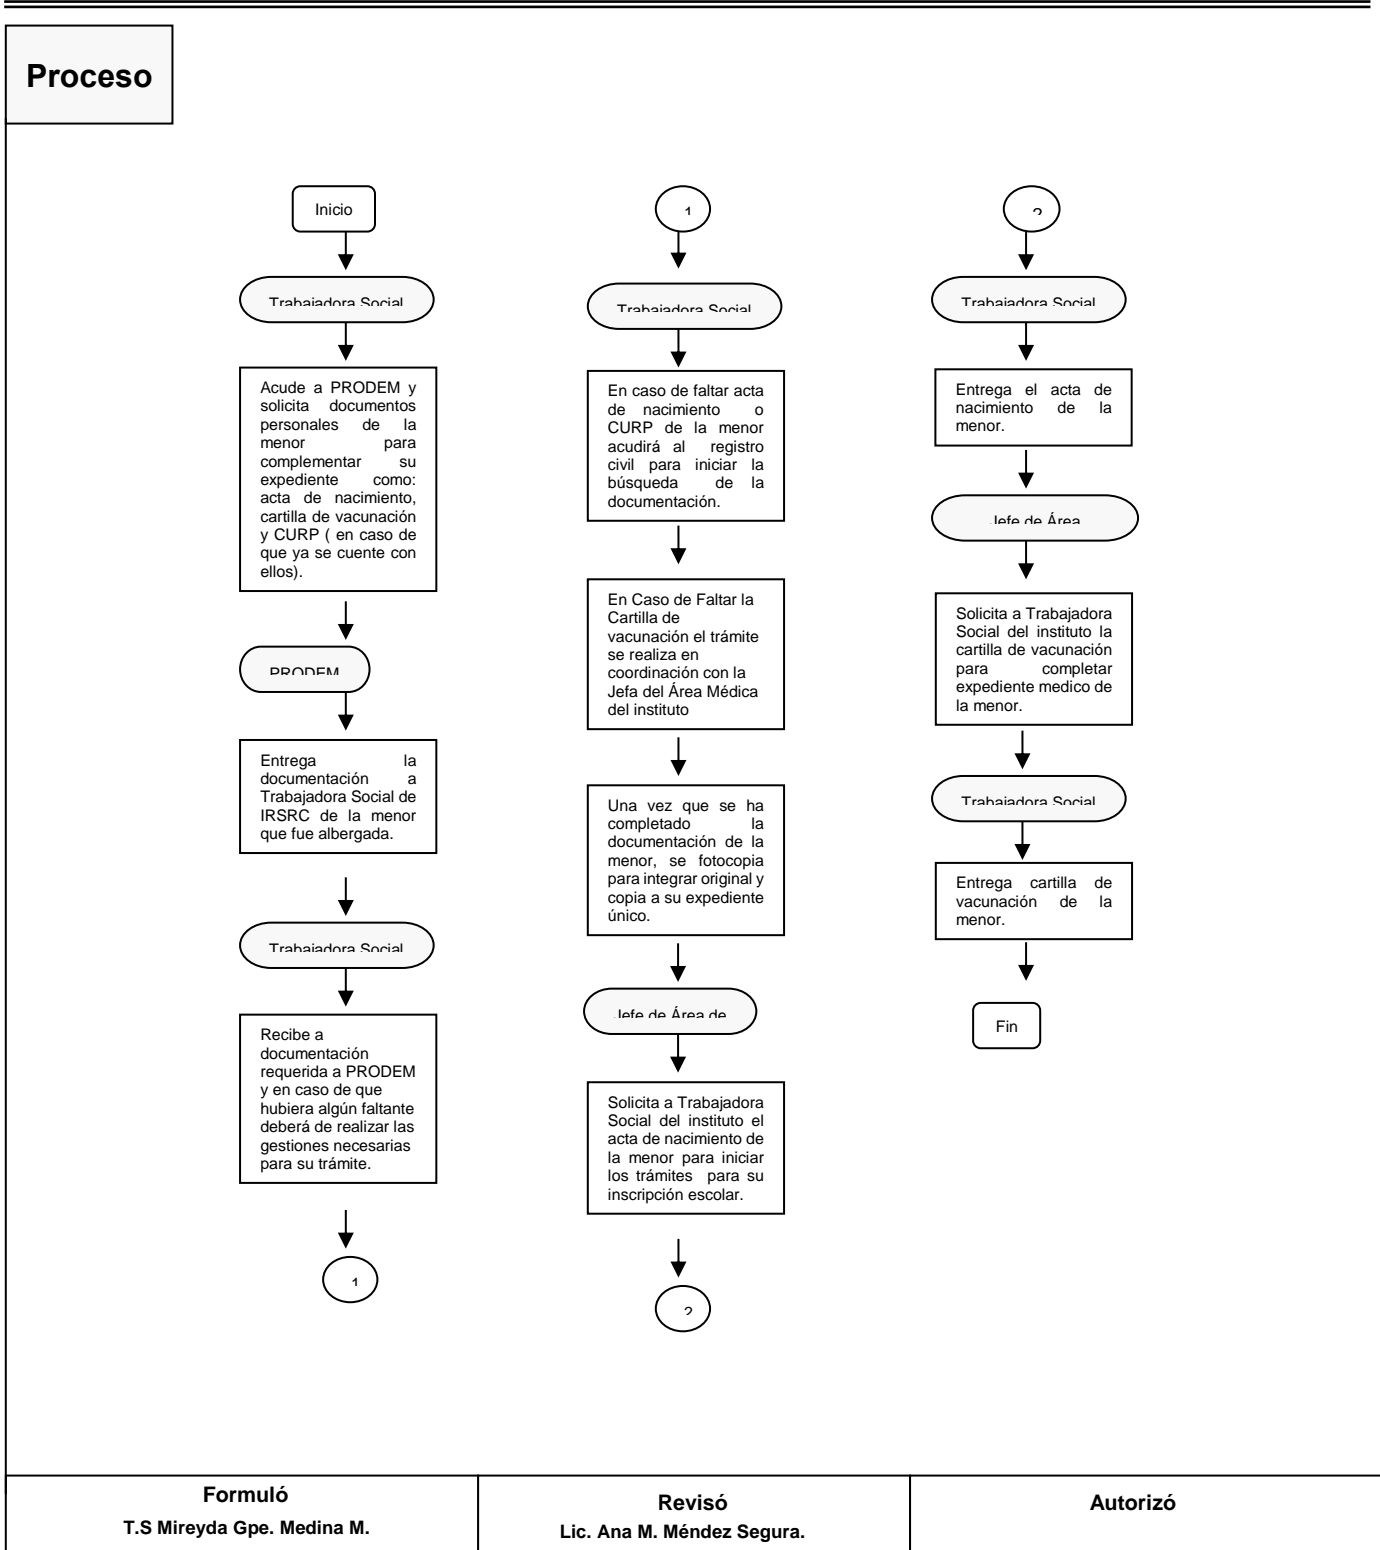 Proceso
Inicio
Trabajadora Social
Acude a PRODEM y
solicita documentos
personales de la
menor para
complementar su
expediente como:
acta de nacimiento,
cartilla de vacunación
y CURP ( en caso de
que ya se cuente con
ellos).
PRODEM
Entrega la
documentación a
Trabajadora Social de
IRSRC de la menor
que fue albergada.
Trabajadora Social
Recibe a
documentación
requerida a PRODEM
y en caso de que
hubiera algún faltante
deberá de realizar las
gestiones necesarias
para su trámite.
1
1
Trabajadora Social
En caso de faltar acta
de nacimiento o
CURP de la menor
acudirá al registro
civil para iniciar la
búsqueda de la
documentación.
En Caso de Faltar la
Cartilla de
vacunación el trámite
se realiza en
coordinación con la
Jefa del Área Médica
del instituto
Una vez que se ha
completado la
documentación de la
menor, se fotocopia
para integrar original y
copia a su expediente
único.
Jefe de Área de
Solicita a Trabajadora
Social del instituto el
acta de nacimiento de
la menor para iniciar
los trámites para su
inscripción escolar.
2
2
Trabajadora Social
Entrega el acta de
nacimiento de la
menor.
Jefe de Área
Solicita a Trabajadora
Social del instituto la
cartilla de vacunación
para completar
expediente medico de
la menor.
Trabajadora Social
Entrega cartilla de
vacunación de la
menor.
Fin
Formuló
T.S Mireyda Gpe. Medina M.
Revisó
Lic. Ana M. Méndez Segura.
Autorizó